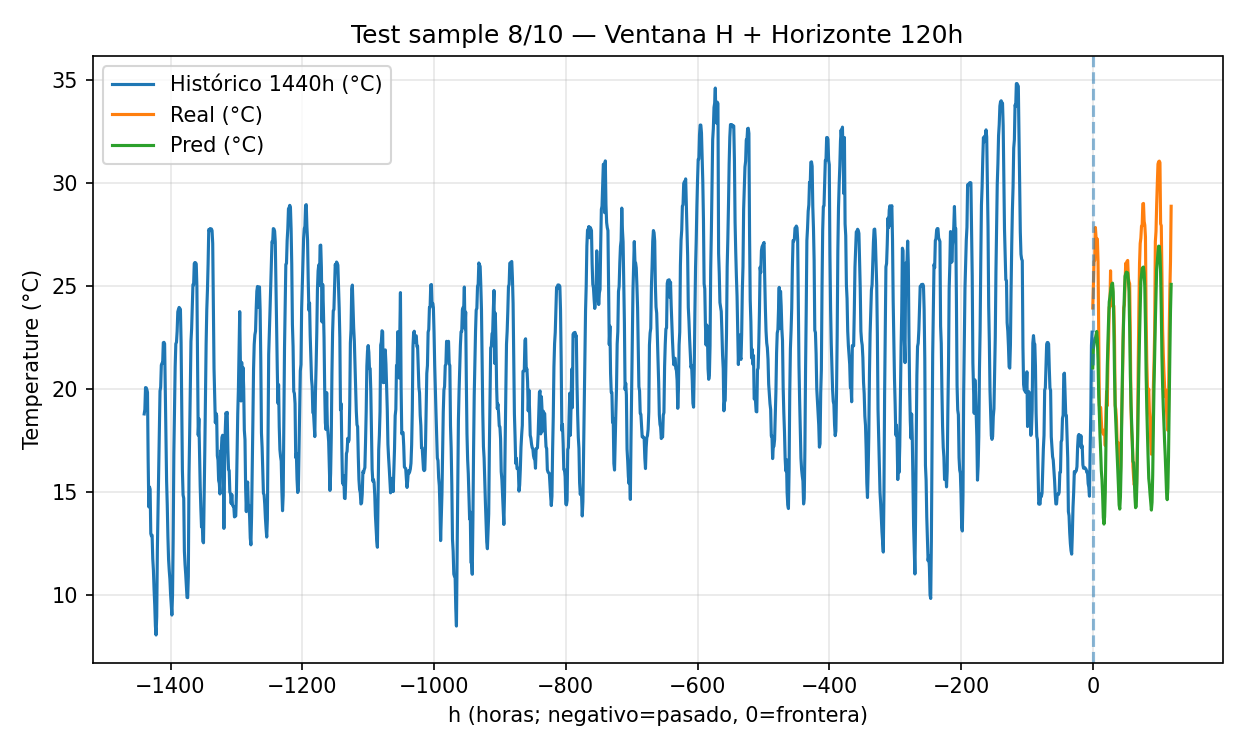 Test sample 8/10 — Ventana H + Horizonte 120h
Histórico 1440h (°C)
Real (°C)
Pred (°C)
Temperature (°C)
35
30
25
20
15
10
−1400
−1200
−1000
−800
−600
−400
−200
0
h (horas; negativo=pasado, 0=frontera)